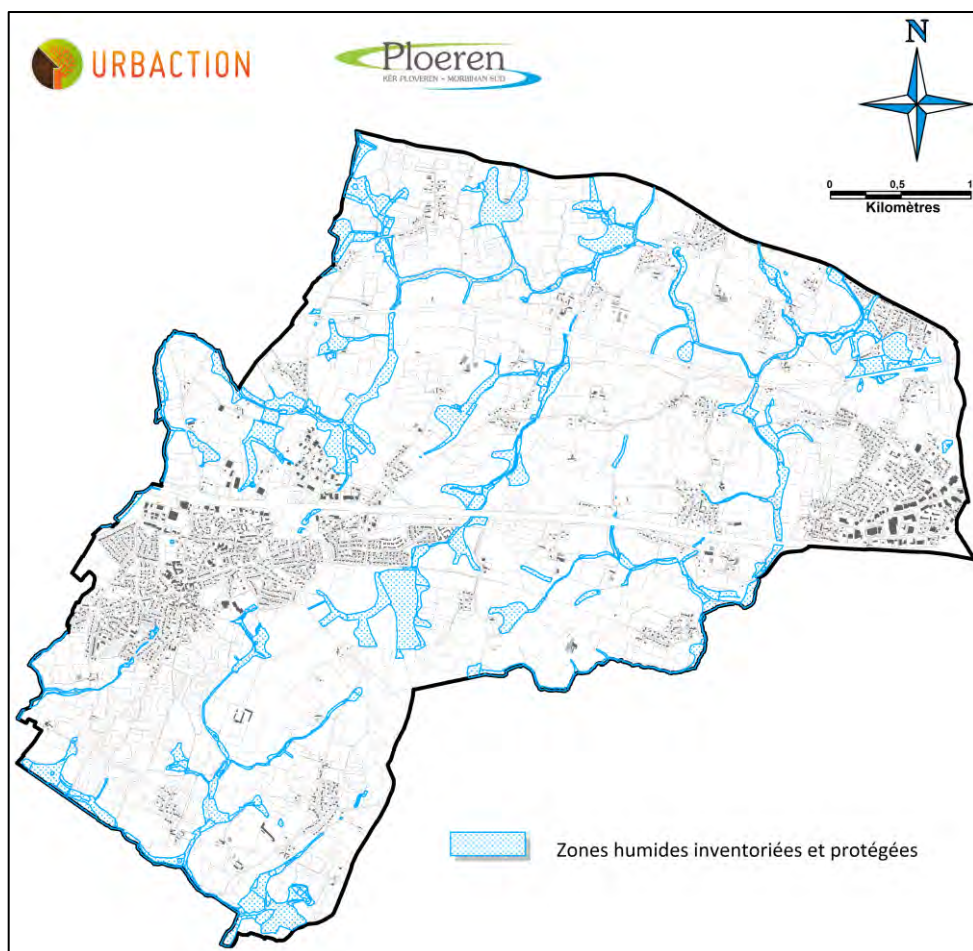 URBACTION
Ploeren
KÊR PLOVEREN • MORBIHAN SUD
N
0 0,5 1
Kilomètres
Zones humides inventoriées et protégées